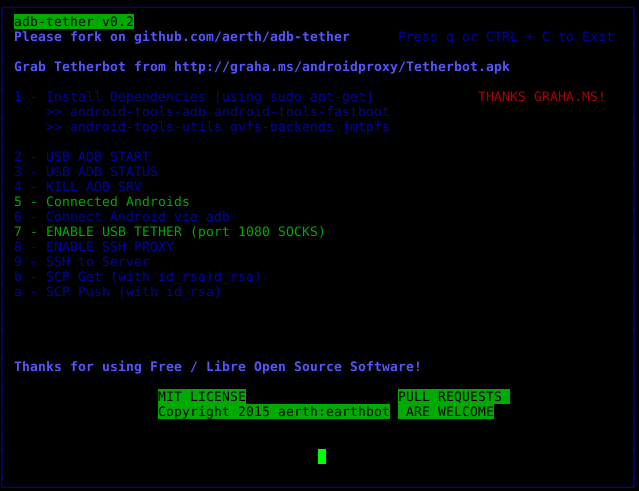 adb-tether v0.2
Please fork on github.com/aerth/adb-tether Press q or CTRL + C to Exit
Grab Tetherbot from http://graha.ms/androidproxy/Tetherbot.apk
1 - Install Dependencies [using sudo apt-get] THANKS GRAHA.MS!
>> android-tools-adb android-tools-fastboot
>> android-tools-utils gvfs-backends jmtpfs
2 - USB ADB START
3 - USB ADB STATUS
4 - KILL ADB SRV
5 - Connected Androids
6 - Connect Android via adb
7 - ENABLE USB TETHER (port 1080 SOCKS)
8 - ENABLE SSH PROXY
9 - SSH to Server
b - SCP Get (with id_rsa)d_rsa)
a - SCP Push (with id_rsa)
Thanks for using Free / Libre Open Source Software!
MIT LICENSE PULL REQUESTS
Copyright 2015 aerth:earthbot ARE WELCOME